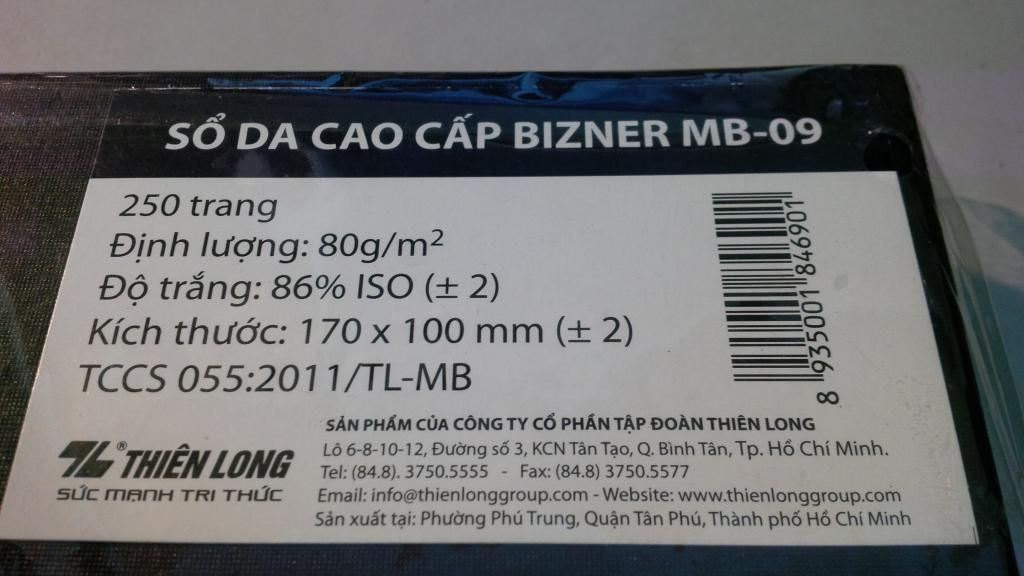 SỔ DA CAO CẤP BIZNER MB-09
250 trang
Định lượng: 80g/m²
Độ trắng: 86% ISO (± 2)
Kích thước: 170 x 100 mm (± 2)
TCCS 055:2011/TL-MB
8 935001 846901
SẢN PHẨM CỦA CÔNG TY CỔ PHẦN TẬP ĐOÀN THIÊN LONG
Lô 6-8-10-12, Đường số 3, KCN Tân Tạo, Q. Bình Tân, Tp. Hồ Chí Minh.
Tel: (84.8). 3750.5555 - Fax: (84.8) 3750.5577
Email: info@thienlonggroup.com - Website: www.thienlonggroup.com
Sản xuất tại: Phường Phú Trung, Quận Tân Phú, Thành phố Hồ Chí Minh
® THIÊN LONG
SỨC MẠNH TRI THỨC